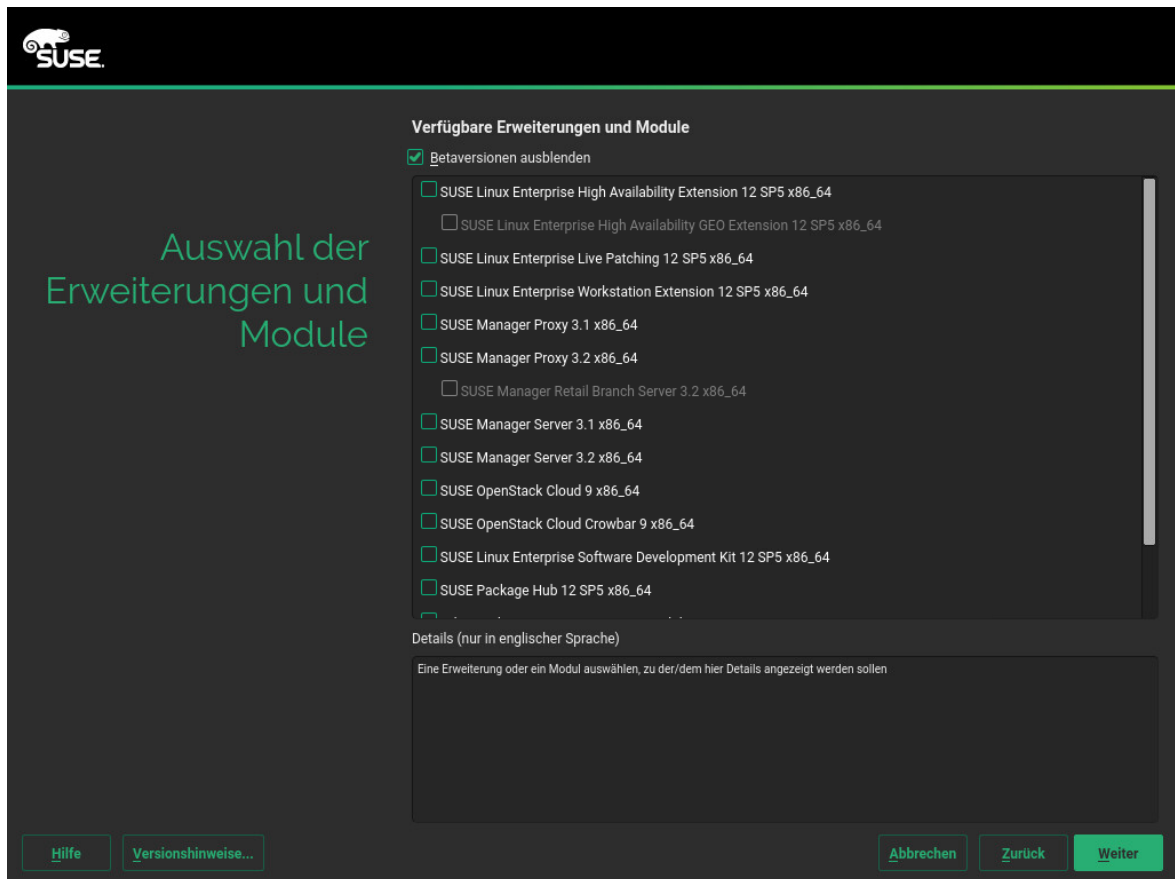 SUSE.
Auswahl der
Erweiterungen und
Module
Verfügbare Erweiterungen und Module
Betaversionen ausblenden
SUSE Linux Enterprise High Availability Extension 12 SP5 x86_64
SUSE Linux Enterprise High Availability GEO Extension 12 SP5 x86_64
SUSE Linux Enterprise Live Patching 12 SP5 x86_64
SUSE Linux Enterprise Workstation Extension 12 SP5 x86_64
SUSE Manager Proxy 3.1 x86_64
SUSE Manager Proxy 3.2 x86_64
SUSE Manager Retail Branch Server 3.2 x86_64
SUSE Manager Server 3.1 x86_64
SUSE Manager Server 3.2 x86_64
SUSE OpenStack Cloud 9 x86_64
SUSE OpenStack Cloud Crowbar 9 x86_64
SUSE Linux Enterprise Software Development Kit 12 SP5 x86_64
SUSE Package Hub 12 SP5 x86_64
Details (nur in englischer Sprache)
Eine Erweiterung oder ein Modul auswählen, zu der/dem hier Details angezeigt werden sollen
Hilfe
Versionshinweise...
Abbrechen
Zurück
Weiter